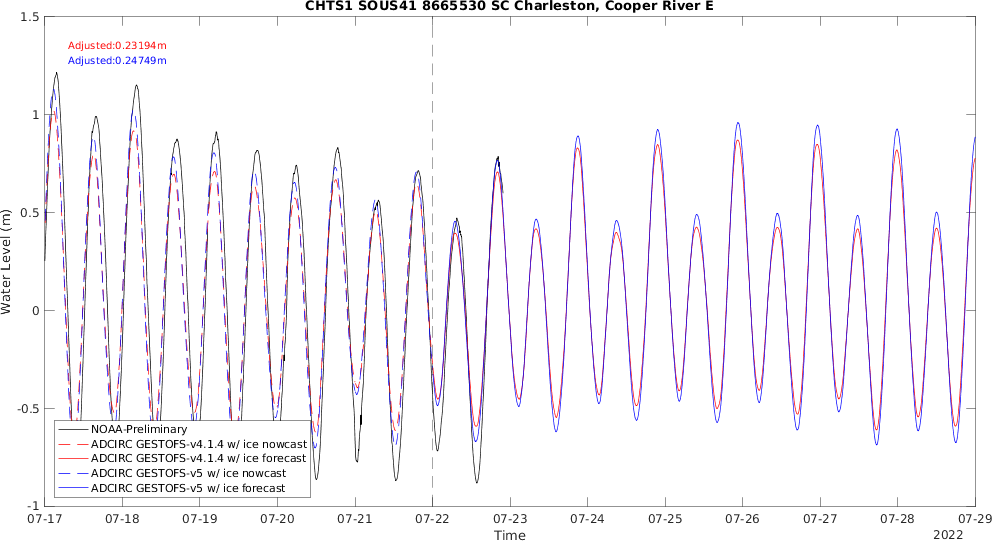 CHTS1 SOUS41 8665530 SC Charleston, Cooper River E
Adjusted:0.23194m
Adjusted:0.24749m
1.5
1
0.5
0
-0.5
-1
Water Level (m)
NOAA-Preliminary
ADCIRC GESTOFS-v4.1.4 w/ ice nowcast
ADCIRC GESTOFS-v4.1.4 w/ ice forecast
ADCIRC GESTOFS-v5 w/ ice nowcast
ADCIRC GESTOFS-v5 w/ ice forecast
07-17 07-18 07-19 07-20 07-21 07-22 07-23 07-24 07-25 07-26 07-27 07-28 07-29
Time
2022